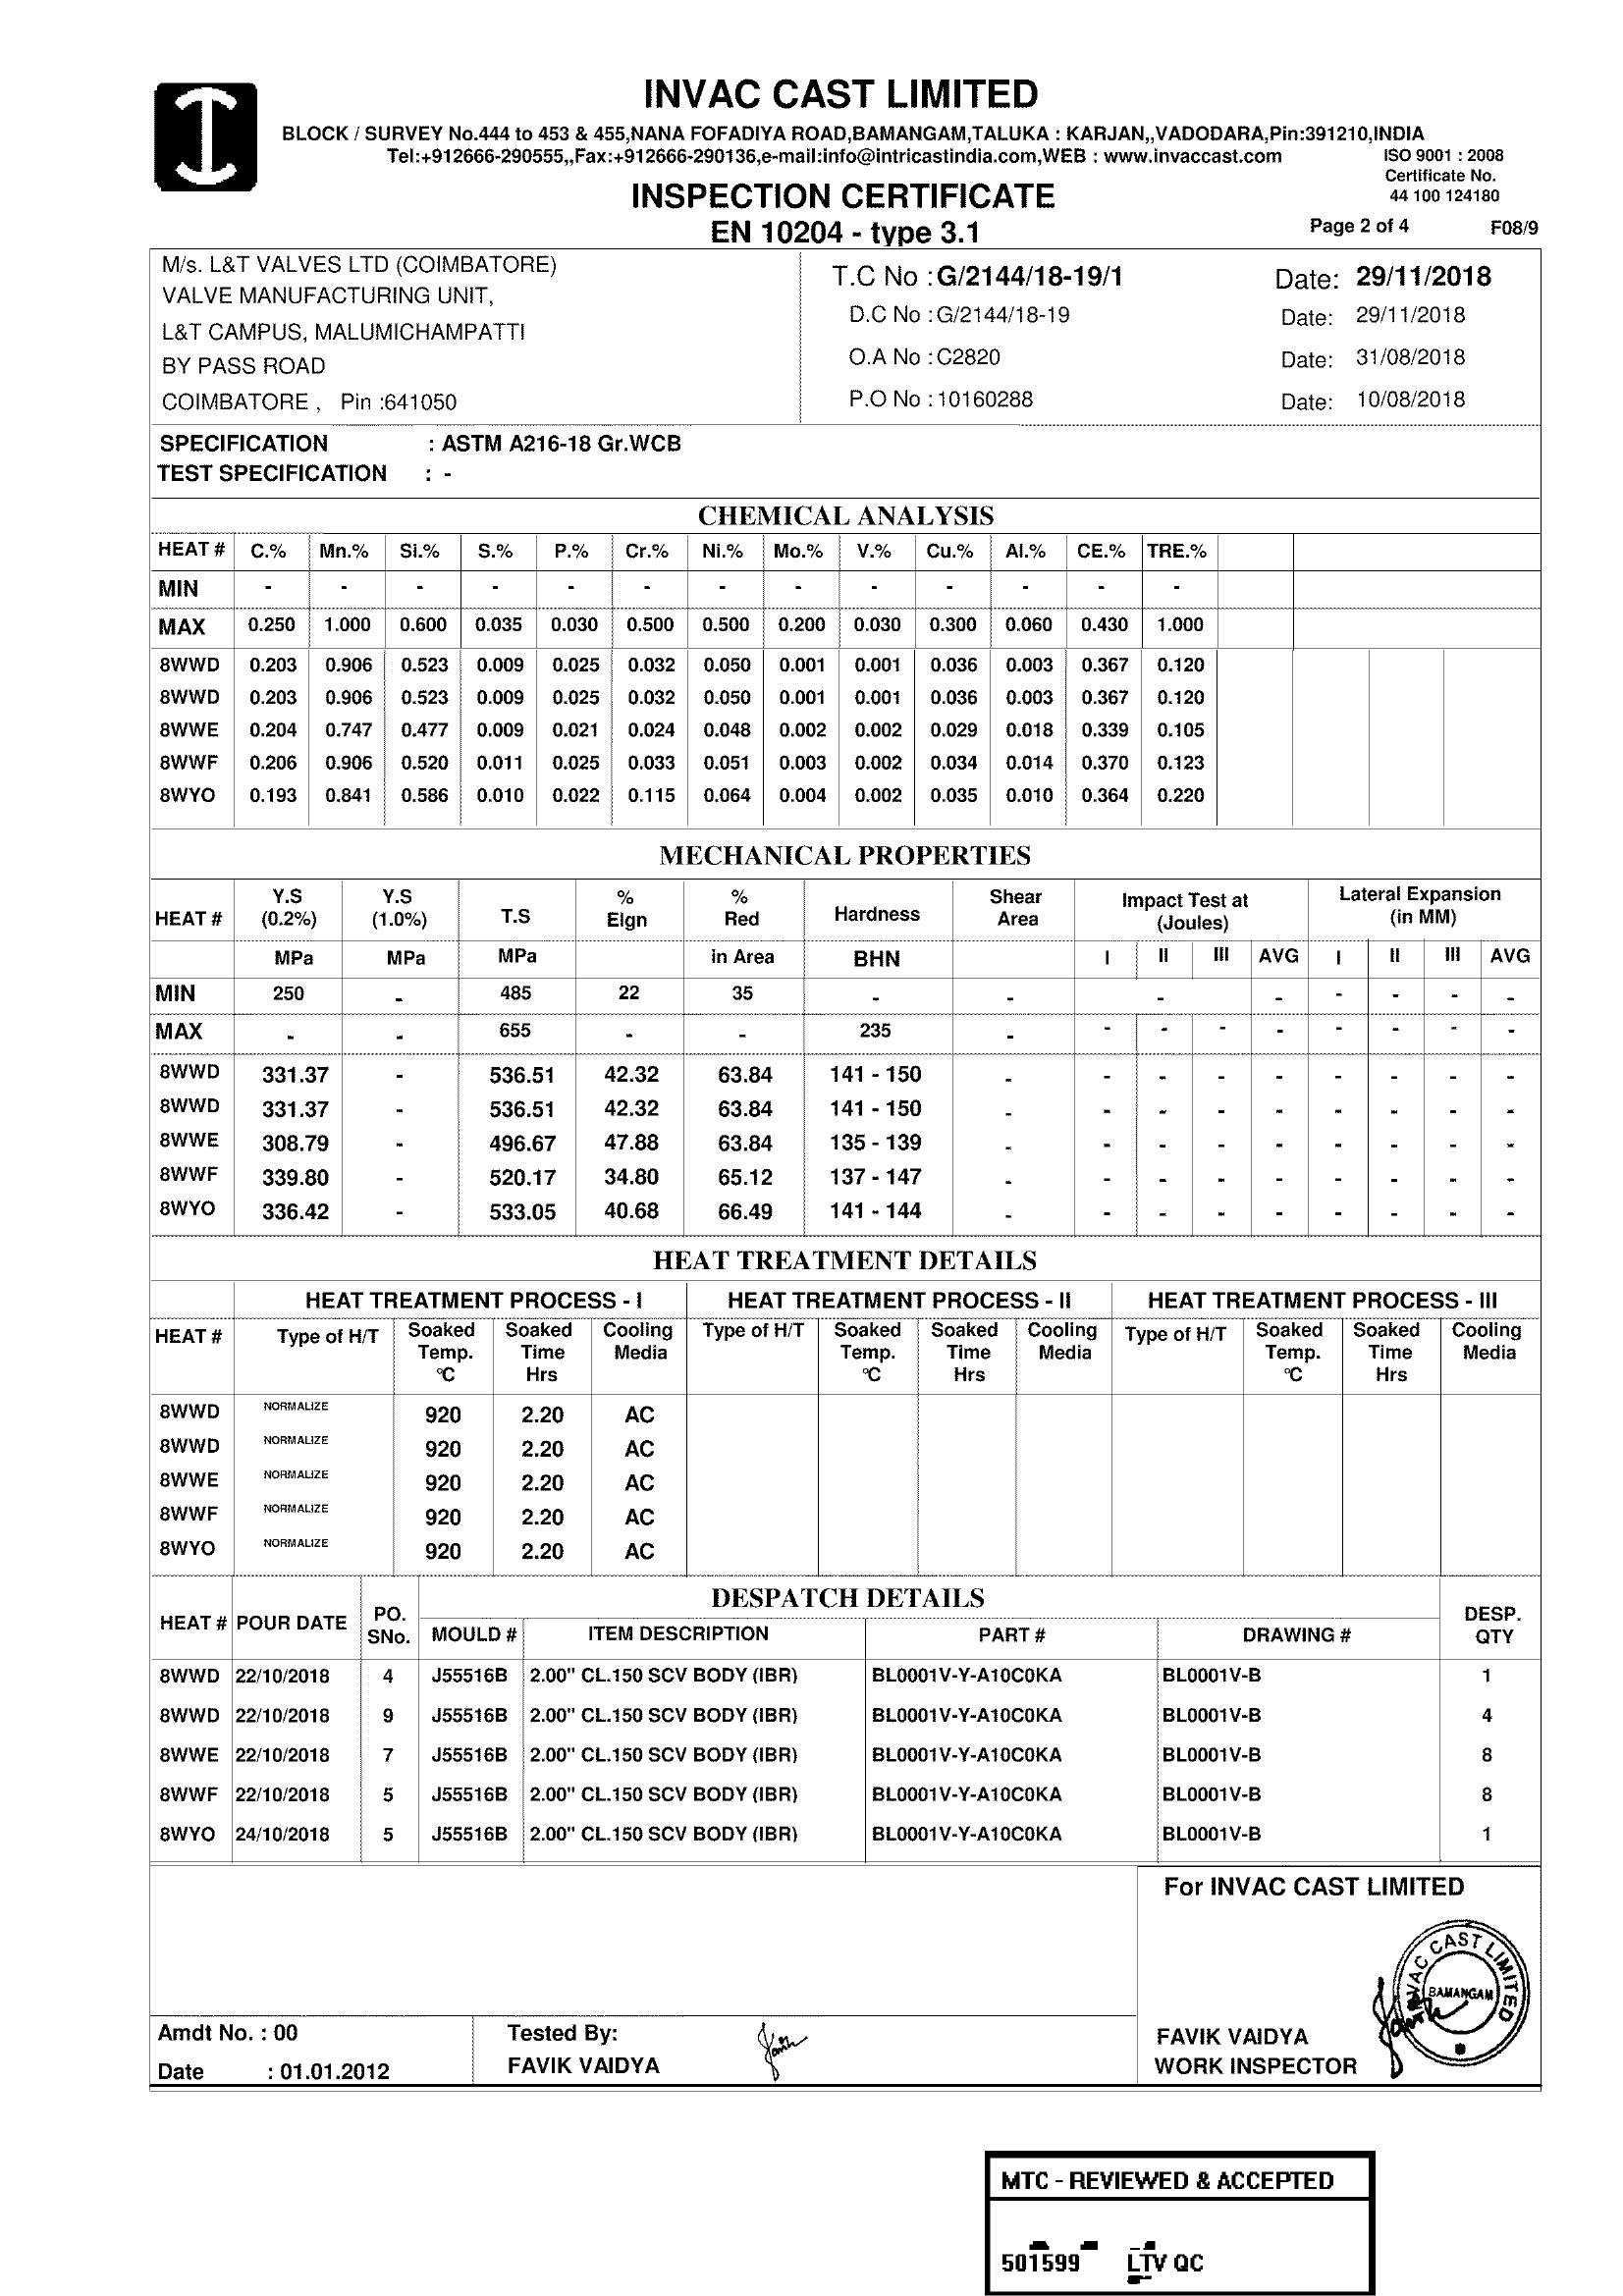 INVAC CAST LIMITED
BLOCK / SURVEY No.444 to 453 & 455,NANA FOFADIYA ROAD,BAMANGAM,TALUKA : KARJAN,,VADODARA,Pin:391210,INDIA
Tel:+912666-290555,,Fax:+912666-290136,e-mail:info@intricastindia.com,WEB : www.invaccast.com
ISO 9001 : 2008
Certificate No.
44 100 124180
INSPECTION CERTIFICATE
EN 10204 - type 3.1
Page 2 of 4 F08/9
M/s. L&T VALVES LTD (COIMBATORE)
VALVE MANUFACTURING UNIT,
L&T CAMPUS, MALUMICHAMPATTI
BY PASS ROAD
COIMBATORE , Pin :641050
T.C No :G/2144/18-19/1 Date: 29/11/2018
D.C No :G/2144/18-19 Date: 29/11/2018
O.A No :C2820 Date: 31/08/2018
P.O No :10160288 Date: 10/08/2018
SPECIFICATION : ASTM A216-18 Gr.WCB
TEST SPECIFICATION : -
CHEMICAL ANALYSIS
HEAT # C.% Mn.% Si.% S.% P.% Cr.% Ni.% Mo.% V.% Cu.% Al.% CE.% TRE.%
MIN - - - - - - - - - - - - -
MAX 0.250 1.000 0.600 0.035 0.030 0.500 0.500 0.200 0.030 0.300 0.060 0.430 1.000
8WWD 0.203 0.906 0.523 0.009 0.025 0.032 0.050 0.001 0.001 0.036 0.003 0.367 0.120
8WWD 0.203 0.906 0.523 0.009 0.025 0.032 0.050 0.001 0.001 0.036 0.003 0.367 0.120
8WWE 0.204 0.747 0.477 0.009 0.021 0.024 0.048 0.002 0.002 0.029 0.018 0.339 0.105
8WWF 0.206 0.906 0.520 0.011 0.025 0.033 0.051 0.003 0.002 0.034 0.014 0.370 0.123
8WYO 0.193 0.841 0.586 0.010 0.022 0.115 0.064 0.004 0.002 0.035 0.010 0.364 0.220
MECHANICAL PROPERTIES
HEAT # Y.S (0.2%) Y.S (1.0%) T.S % Elgn % Red Hardness Shear Area Impact Test at (Joules) Lateral Expansion (in MM)
MPa MPa MPa in Area BHN I II III AVG I II III AVG
MIN 250 - 485 22 35 - - - - - - - -
MAX - - 655 - - 235 - - - - - - - - -
8WWD 331.37 - 536.51 42.32 63.84 141 - 150 - - - - - - - - -
8WWD 331.37 - 536.51 42.32 63.84 141 - 150 - - - - - - - - -
8WWE 308.79 - 496.67 47.88 63.84 135 - 139 - - - - - - - - -
8WWF 339.80 - 520.17 34.80 65.12 137 - 147 - - - - - - - - -
8WYO 336.42 - 533.05 40.68 66.49 141 - 144 - - - - - - - - -
HEAT TREATMENT DETAILS
HEAT TREATMENT PROCESS - I HEAT TREATMENT PROCESS - II HEAT TREATMENT PROCESS - III
HEAT # Type of H/T Soaked Temp. °C Soaked Time Hrs Cooling Media Type of H/T Soaked Temp. °C Soaked Time Hrs Cooling Media Type of H/T Soaked Temp. °C Soaked Time Hrs Cooling Media
8WWD NORMALIZE 920 2.20 AC
8WWD NORMALIZE 920 2.20 AC
8WWE NORMALIZE 920 2.20 AC
8WWF NORMALIZE 920 2.20 AC
8WYO NORMALIZE 920 2.20 AC
DESPATCH DETAILS
HEAT # POUR DATE PO. SNo. MOULD # ITEM DESCRIPTION PART # DRAWING # DESP. QTY
8WWD 22/10/2018 4 J55516B 2.00" CL.150 SCV BODY (IBR) BL0001V-Y-A10C0KA BL0001V-B 1
8WWD 22/10/2018 9 J55516B 2.00" CL.150 SCV BODY (IBR) BL0001V-Y-A10C0KA BL0001V-B 4
8WWE 22/10/2018 7 J55516B 2.00" CL.150 SCV BODY (IBR) BL0001V-Y-A10C0KA BL0001V-B 8
8WWF 22/10/2018 5 J55516B 2.00" CL.150 SCV BODY (IBR) BL0001V-Y-A10C0KA BL0001V-B 8
8WYO 24/10/2018 5 J55516B 2.00" CL.150 SCV BODY (IBR) BL0001V-Y-A10C0KA BL0001V-B 1
For INVAC CAST LIMITED
INVAC CAST LIMITED
BAMANGAM
Amdt No. : 00
Date : 01.01.2012
Tested By:
FAVIK VAIDYA
FAVIK VAIDYA
WORK INSPECTOR
MTC - REVIEWED & ACCEPTED
501599 LTV QC